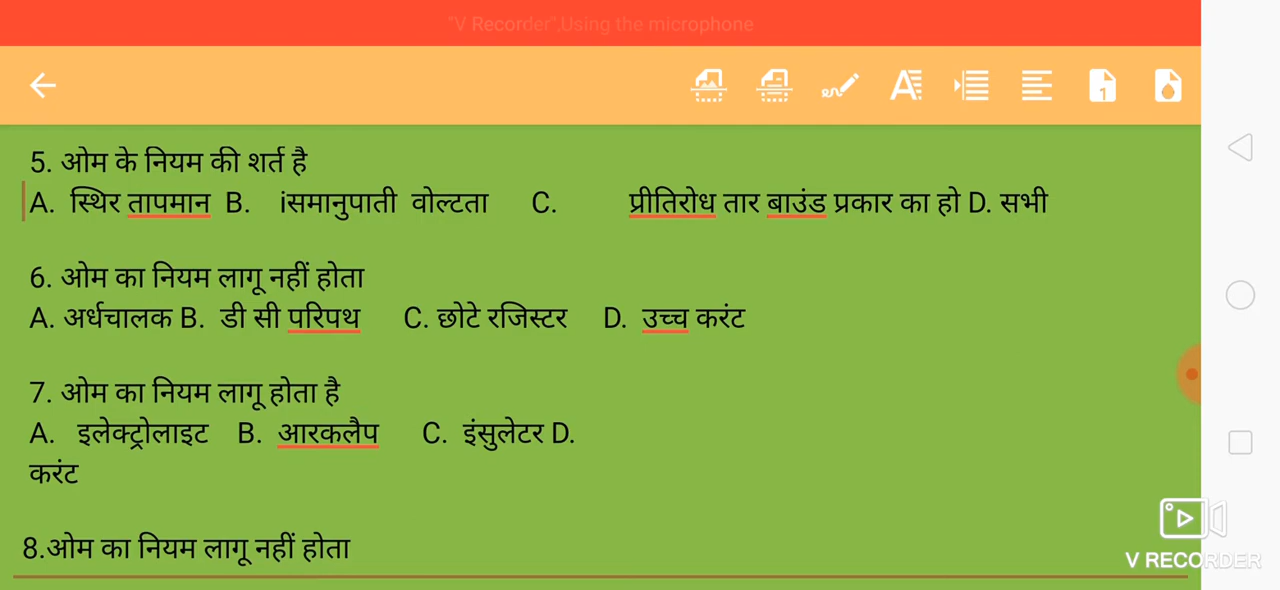 "V Recorder",Using the microphone
5. ओम के नियम की शर्त है
A. स्थिर तापमान B. iसमानुपाती वोल्टता C. प्रीतिरोध तार बाउंड प्रकार का हो D. सभी
6. ओम का नियम लागू नहीं होता
A. अर्धचालक B. डी सी परिपथ C. छोटे रजिस्टर D. उच्च करंट
7. ओम का नियम लागू होता है
A. इलेक्ट्रोलाइट B. आरकलैप C. इंसुलेटर D.
करंट
8.ओम का नियम लागू नहीं होता
1
V RECORDER